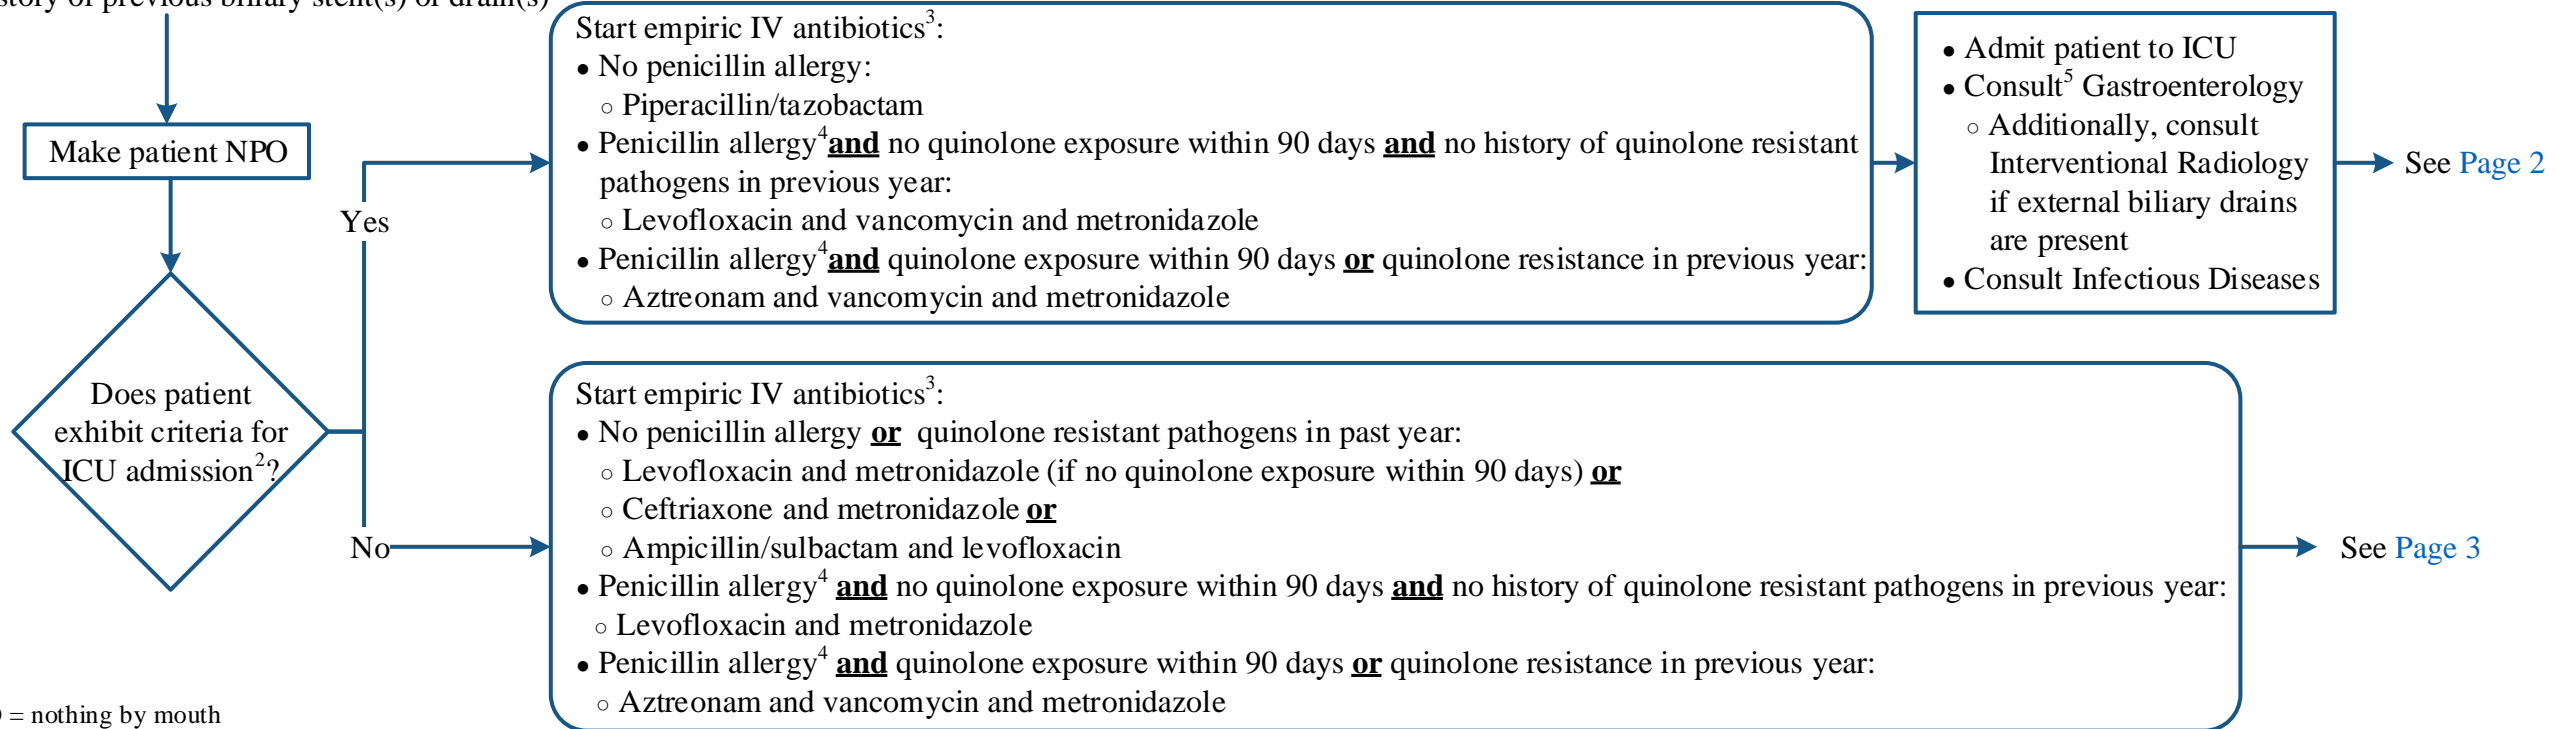 story of previous biliary stent(s) or drain(s)
Make patient NPO
Does patient
exhibit criteria for
ICU admission²?
Yes
No
Start empiric IV antibiotics³:
● No penicillin allergy:
○ Piperacillin/tazobactam
● Penicillin allergy⁴ and no quinolone exposure within 90 days and no history of quinolone resistant
pathogens in previous year:
○ Levofloxacin and vancomycin and metronidazole
● Penicillin allergy⁴ and quinolone exposure within 90 days or quinolone resistance in previous year:
○ Aztreonam and vancomycin and metronidazole
● Admit patient to ICU
● Consult⁵ Gastroenterology
○ Additionally, consult
Interventional Radiology
if external biliary drains
are present
● Consult Infectious Diseases
See Page 2
Start empiric IV antibiotics³:
● No penicillin allergy or quinolone resistant pathogens in past year:
○ Levofloxacin and metronidazole (if no quinolone exposure within 90 days) or
○ Ceftriaxone and metronidazole or
○ Ampicillin/sulbactam and levofloxacin
● Penicillin allergy⁴ and no quinolone exposure within 90 days and no history of quinolone resistant pathogens in previous year:
○ Levofloxacin and metronidazole
● Penicillin allergy⁴ and quinolone exposure within 90 days or quinolone resistance in previous year:
○ Aztreonam and vancomycin and metronidazole
See Page 3
= nothing by mouth